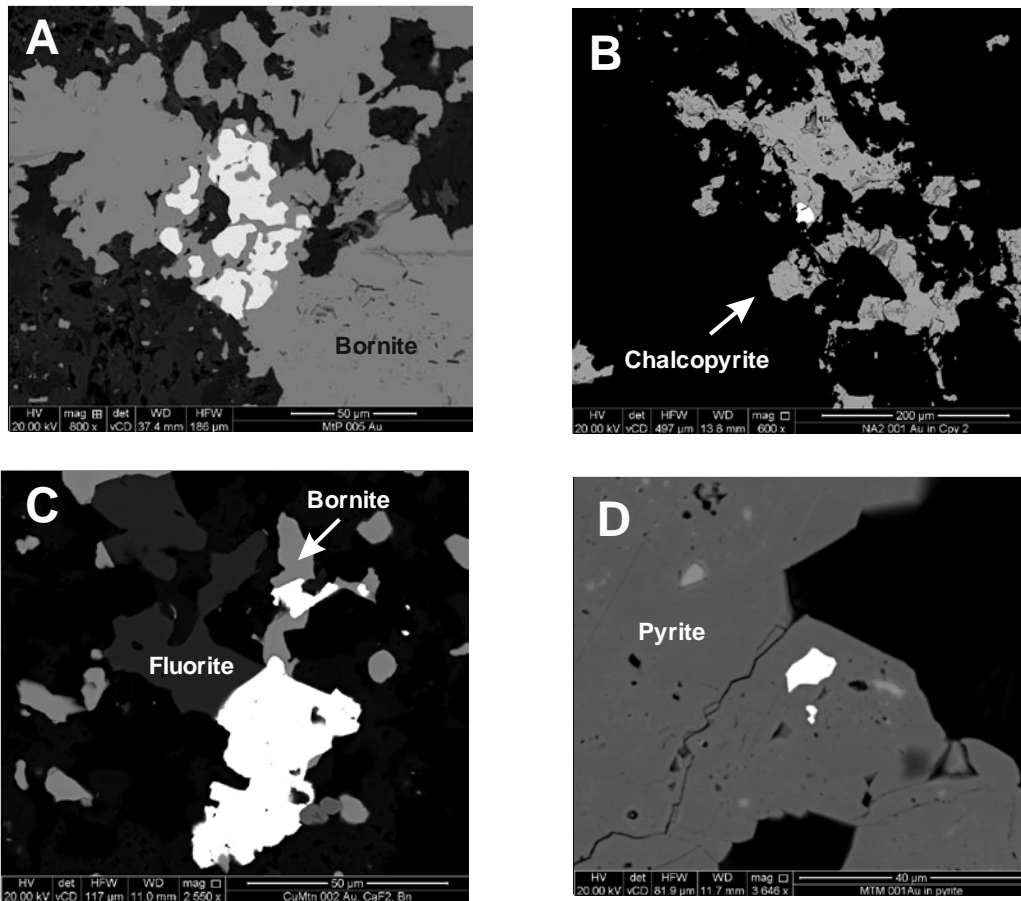 A
Bornite
HV mag ⊞ det WD HFW 50 µm
20.00 kV 800 x vCD 37.4 mm 186 µm MtP 005 Au
B
Chalcopyrite
HV det HFW WD mag □ 200 µm
20.00 kV vCD 497 µm 13.8 mm 600 x NA2 001 Au in Cpy 2
C
Bornite
Fluorite
HV det HFW WD mag □ 50 µm
20.00 kV vCD 117 µm 11.0 mm 2 550 x CuMtn 002 Au, CaF2, Bn
D
Pyrite
HV det HFW WD mag □ 40 µm
20.00 kV vCD 81.9 µm 11.7 mm 3 646 x MTM 001Au in pyrite